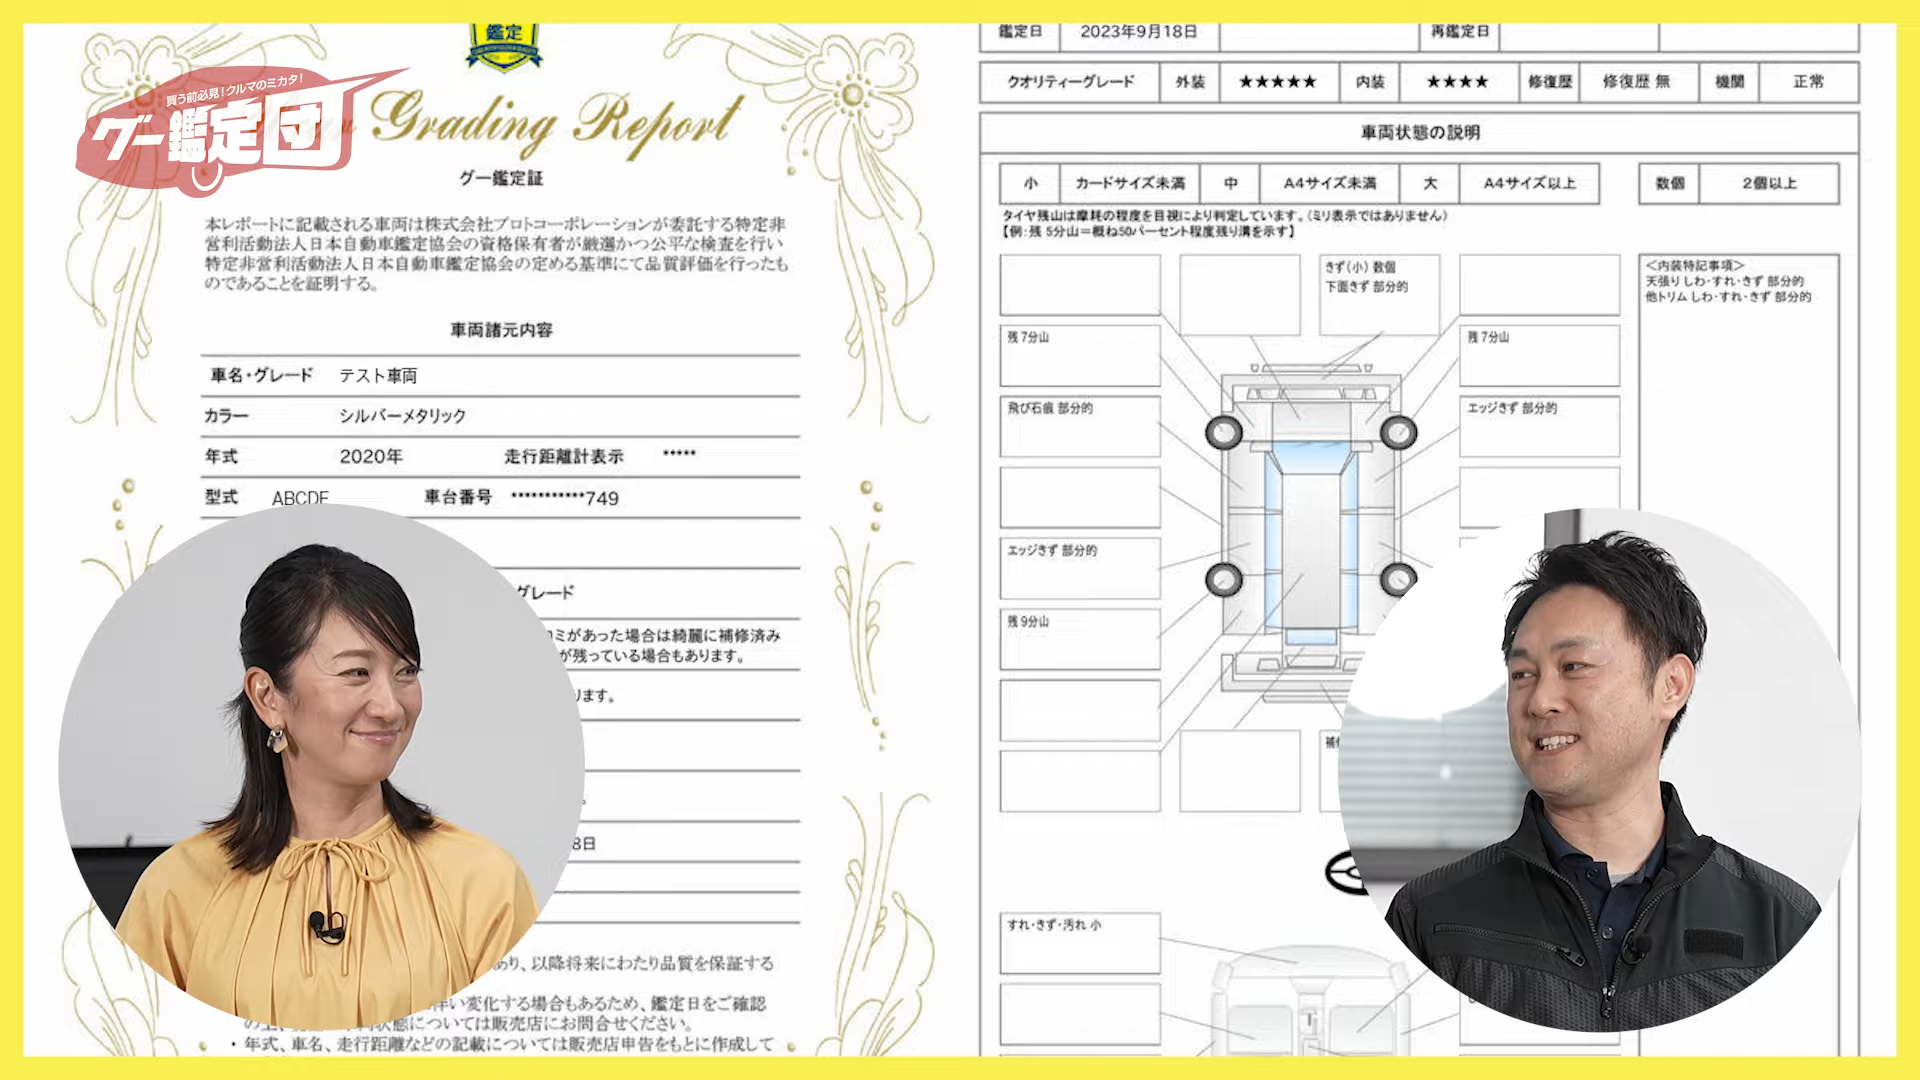 鑑定
買う前必見!クルマのミカタ!
グー鑑定団
Grading Report
グー鑑定証
本レポートに記載される車両は株式会社プロトコーポレーションが委託する特定非
営利活動法人日本自動車鑑定協会の資格保有者が厳選かつ公平な検査を行い
特定非営利活動法人日本自動車鑑定協会の定める基準にて品質評価を行ったも
のであることを証明する。
車両諸元内容
車名・グレード テスト車両
カラー シルバーメタリック
年式 2020年 走行距離計表示 *****
型式 ABCDE 車台番号 ***********749
グレード
ミがあった場合は綺麗に補修済み
が残っている場合もあります。
ります。
8日
あり、以降将来にわたり品質を保証する
伴い変化する場合もあるため、鑑定日をご確認
状態については販売店にお問合せください。
・年式、車名、走行距離などの記載については販売店申告をもとに作成して
鑑定日 2023年9月18日 再鑑定日
クオリティーグレード 外装 ★★★★★ 内装 ★★★★ 修復歴 修復歴 無 機関 正常
車両状態の説明
小 カードサイズ未満 中 A4サイズ未満 大 A4サイズ以上 数個 2個以上
タイヤ残山は摩耗の程度を目視により判定しています。(ミリ表示ではありません)
【例:残 5分山=概ね50パーセント程度残り溝を示す】
きず(小) 数個
下面きず 部分的
<内装特記事項>
天張り しわ・すれ・きず 部分的
他トリム しわ・すれ・きず 部分的
残 7分山
残 7分山
飛び石痕 部分的
エッジきず 部分的
エッジきず 部分的
残 9分山
補
すれ・きず・汚れ 小